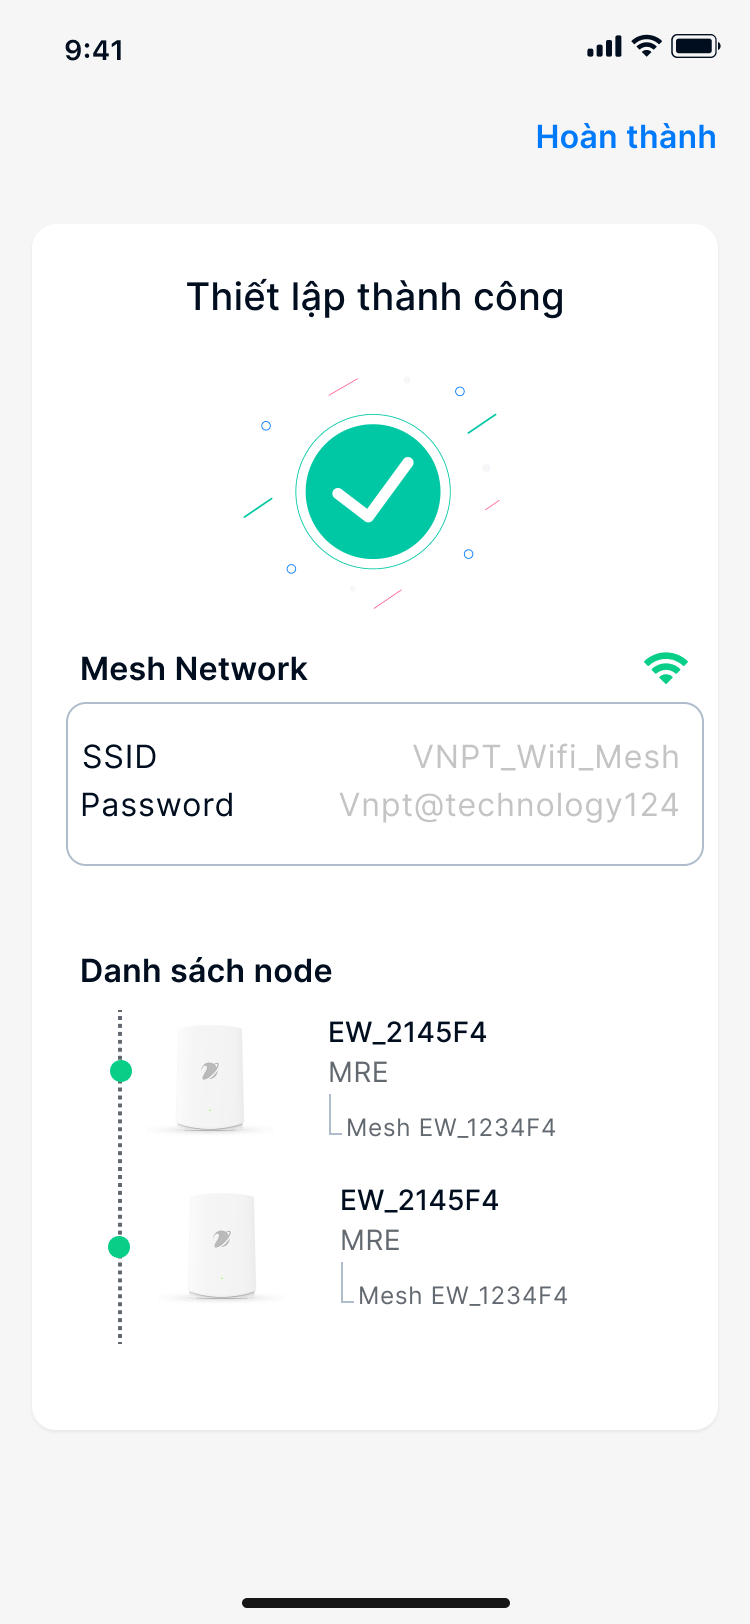 9:41
Hoàn thành
Thiết lập thành công
Mesh Network
SSID VNPT_Wifi_Mesh
Password Vnpt@technology124
Danh sách node
EW_2145F4
MRE
Mesh EW_1234F4
EW_2145F4
MRE
Mesh EW_1234F4